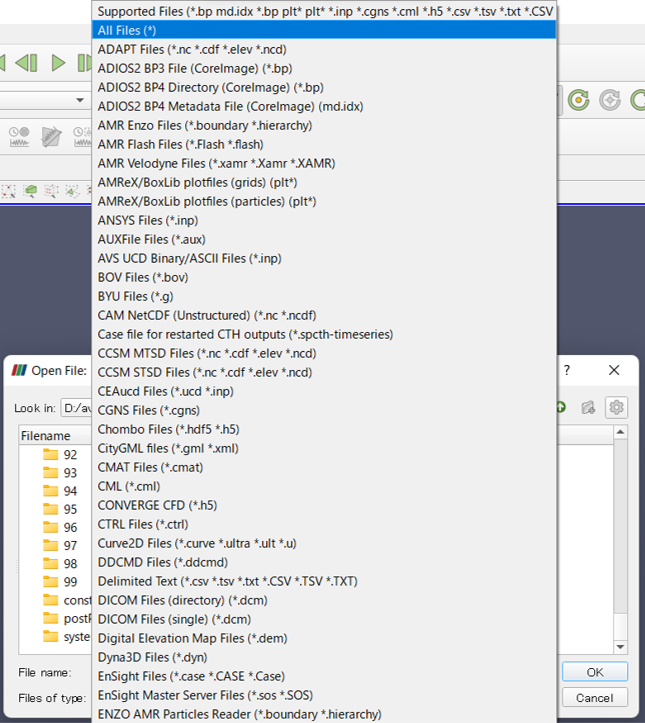 Supported Files (*.bp md.idx *.bp plt* plt* *.inp *.cgns *.cml *.h5 *.csv *.tsv *.txt *.CSV
All Files (*)
ADAPT Files (*.nc *.cdf *.elev *.ncd)
ADIOS2 BP3 File (CoreImage) (*.bp)
ADIOS2 BP4 Directory (CoreImage) (*.bp)
ADIOS2 BP4 Metadata File (CoreImage) (md.idx)
AMR Enzo Files (*.boundary *.hierarchy)
AMR Flash Files (*.Flash *.flash)
AMR Velodyne Files (*.xamr *.Xamr *.XAMR)
AMReX/BoxLib plotfiles (grids) (plt*)
AMReX/BoxLib plotfiles (particles) (plt*)
ANSYS Files (*.inp)
AUXFile Files (*.aux)
AVS UCD Binary/ASCII Files (*.inp)
BOV Files (*.bov)
BYU Files (*.g)
CAM NetCDF (Unstructured) (*.nc *.ncdf)
Case file for restarted CTH outputs (*.spcth-timeseries)
CCSM MTSD Files (*.nc *.cdf *.elev *.ncd)
CCSM STSD Files (*.nc *.cdf *.elev *.ncd)
CEAucd Files (*.ucd *.inp)
CGNS Files (*.cgns)
Chombo Files (*.hdf5 *.h5)
CityGML files (*.gml *.xml)
CMAT Files (*.cmat)
CML (*.cml)
CONVERGE CFD (*.h5)
CTRL Files (*.ctrl)
Curve2D Files (*.curve *.ultra *.ult *.u)
DDCMD Files (*.ddcmd)
Delimited Text (*.csv *.tsv *.txt *.CSV *.TSV *.TXT)
DICOM Files (directory) (*.dcm)
DICOM Files (single) (*.dcm)
Digital Elevation Map Files (*.dem)
Dyna3D Files (*.dyn)
EnSight Files (*.case *.CASE *.Case)
EnSight Master Server Files (*.sos *.SOS)
ENZO AMR Particles Reader (*.boundary *.hierarchy)
Open File: ?
Look in: D:/av
Filename
92
93
94
95
96
97
98
99
const
postP
syste
File name: OK
Files of type: Cancel